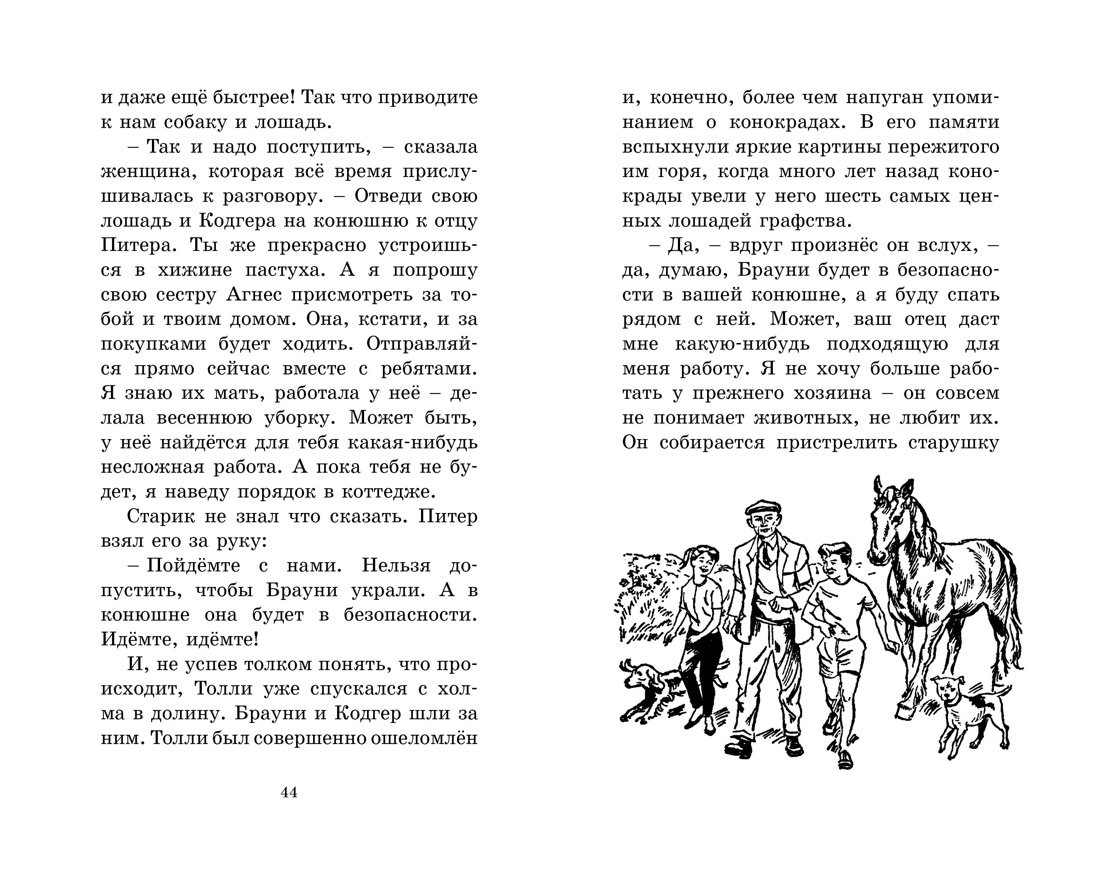 и даже ещё быстрее! Так что приводите
к нам собаку и лошадь.
– Так и надо поступить, – сказала
женщина, которая всё время прислу-
шивалась к разговору. – Отведи свою
лошадь и Кодгера на конюшню к отцу
Питера. Ты же прекрасно устроишь-
ся в хижине пастуха. А я попрошу
свою сестру Агнес присмотреть за то-
бой и твоим домом. Она, кстати, и за
покупками будет ходить. Отправляй-
ся прямо сейчас вместе с ребятами.
Я знаю их мать, работала у неё – де-
лала весеннюю уборку. Может быть,
у неё найдётся для тебя какая-нибудь
несложная работа. А пока тебя не бу-
дет, я наведу порядок в коттедже.
Старик не знал что сказать. Питер
взял его за руку:
– Пойдёмте с нами. Нельзя до-
пустить, чтобы Брауни украли. А в
конюшне она будет в безопасности.
Идёмте, идёмте!
И, не успев толком понять, что про-
исходит, Толли уже спускался с хол-
ма в долину. Брауни и Кодгер шли за
ним. Толли был совершенно ошеломлён
44
и, конечно, более чем напуган упоми-
нанием о конокрадах. В его памяти
вспыхнули яркие картины пережитого
им горя, когда много лет назад коно-
крады увели у него шесть самых цен-
ных лошадей графства.
– Да, – вдруг произнёс он вслух, –
да, думаю, Брауни будет в безопасно-
сти в вашей конюшне, а я буду спать
рядом с ней. Может, ваш отец даст
мне какую-нибудь подходящую для
меня работу. Я не хочу больше рабо-
тать у прежнего хозяина – он совсем
не понимает животных, не любит их.
Он собирается пристрелить старушку